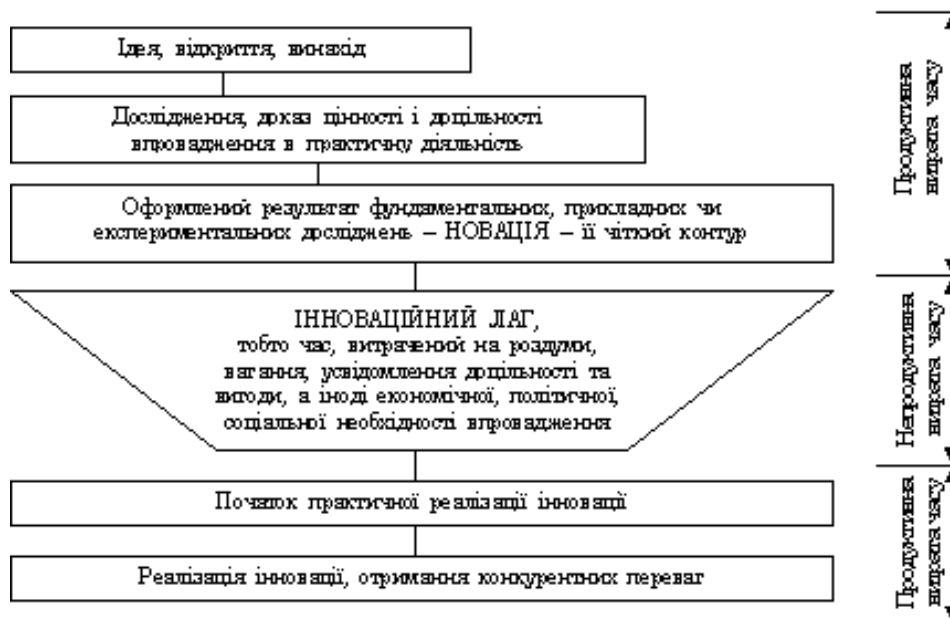 Ідея, відкриття, винахід
Дослідження, доказ цінності і доцільності
впровадження в практичну діяльність
Оформлений результат фундаментальних, прикладних чи
експериментальних досліджень – НОВАЦІЯ – її чіткий контур
ІННОВАЦІЙНИЙ ЛАГ,
тобто час, витрачений на роздуми,
вагання, усвідомлення доцільності та
вигоди, а іноді економічної, політичної,
соціальної необхідності впровадження
Початок практичної реалізації інновації
Реалізація інновації, отримання конкурентних переваг
Продуктивна
витрата часу
Непродуктивна
витрата часу
Продуктивна
витрата часу